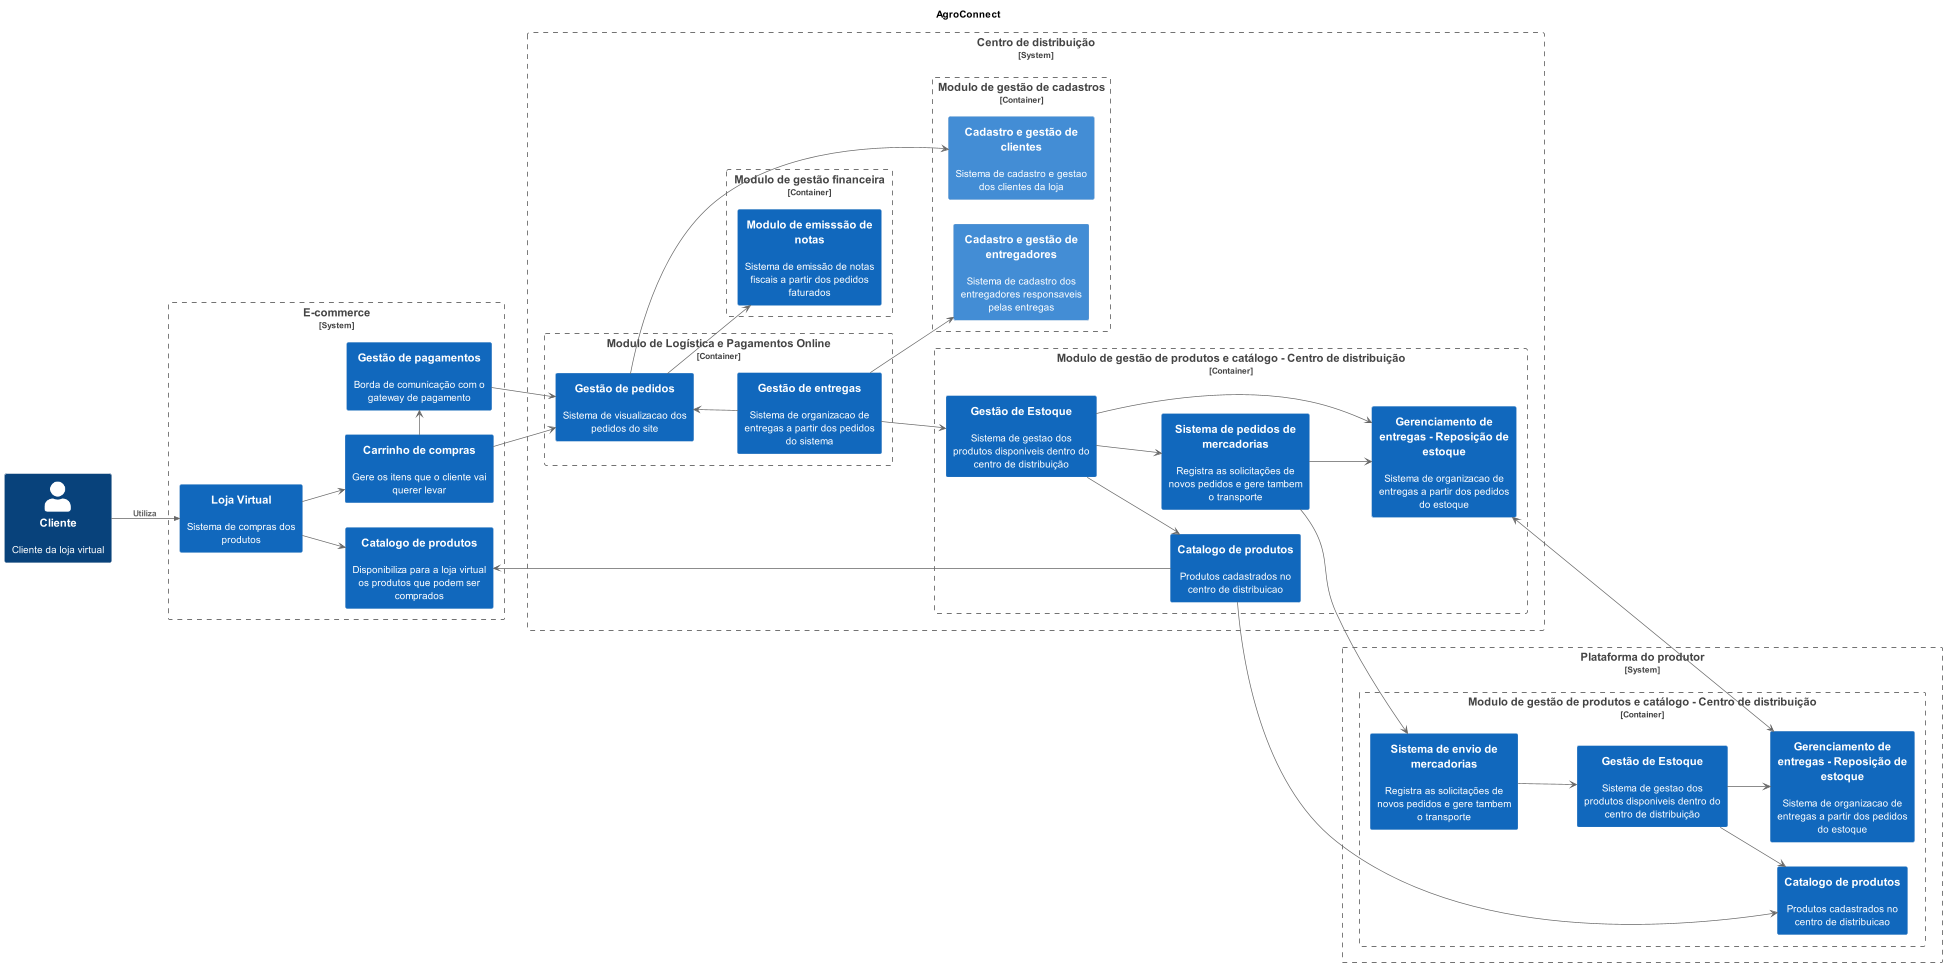 AgroConnect
Centro de distribuição
[System]
Modulo de gestão de cadastros
[Container]
Cadastro e gestão de
clientes
Sistema de cadastro e gestao
dos clientes da loja
Cadastro e gestão de
entregadores
Sistema de cadastro dos
entregadores responsaveis
pelas entregas
Modulo de gestão financeira
[Container]
Modulo de emisssão de
notas
Sistema de emissão de notas
fiscais a partir dos pedidos
faturados
E-commerce
[System]
Gestão de pagamentos
Borda de comunicação com o
gateway de pagamento
Carrinho de compras
Gere os itens que o cliente vai
querer levar
Cliente
Cliente da loja virtual
Utiliza
Loja Virtual
Sistema de compras dos
produtos
Catalogo de produtos
Disponibiliza para a loja virtual
os produtos que podem ser
comprados
Modulo de Logística e Pagamentos Online
[Container]
Gestão de pedidos
Sistema de visualizacao dos
pedidos do site
Gestão de entregas
Sistema de organizacao de
entregas a partir dos pedidos
do sistema
Modulo de gestão de produtos e catálogo - Centro de distribuição
[Container]
Gestão de Estoque
Sistema de gestao dos
produtos disponiveis dentro do
centro de distribuição
Sistema de pedidos de
mercadorias
Registra as solicitações de
novos pedidos e gere tambem
o transporte
Gerenciamento de
entregas - Reposição de
estoque
Sistema de organizacao de
entregas a partir dos pedidos
do estoque
Catalogo de produtos
Produtos cadastrados no
centro de distribuicao
Plataforma do produtor
[System]
Modulo de gestão de produtos e catálogo - Centro de distribuição
[Container]
Sistema de envio de
mercadorias
Registra as solicitações de
novos pedidos e gere tambem
o transporte
Gestão de Estoque
Sistema de gestao dos
produtos disponiveis dentro do
centro de distribuição
Gerenciamento de
entregas - Reposição de
estoque
Sistema de organizacao de
entregas a partir dos pedidos
do estoque
Catalogo de produtos
Produtos cadastrados no
centro de distribuicao